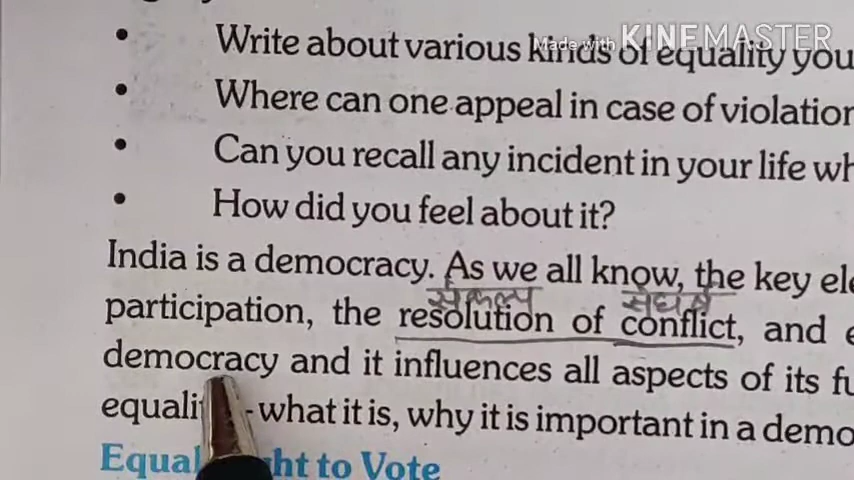 Made with KINEMASTER
• Write about various kinds of equality you
• Where can one appeal in case of violation
• Can you recall any incident in your life wh
• How did you feel about it?
India is a democracy. As we all know, the key ele
संकल्प संघर्ष
participation, the resolution of conflict, and e
democracy and it influences all aspects of its fu
equali - what it is, why it is important in a demo
Equal ht to Vote